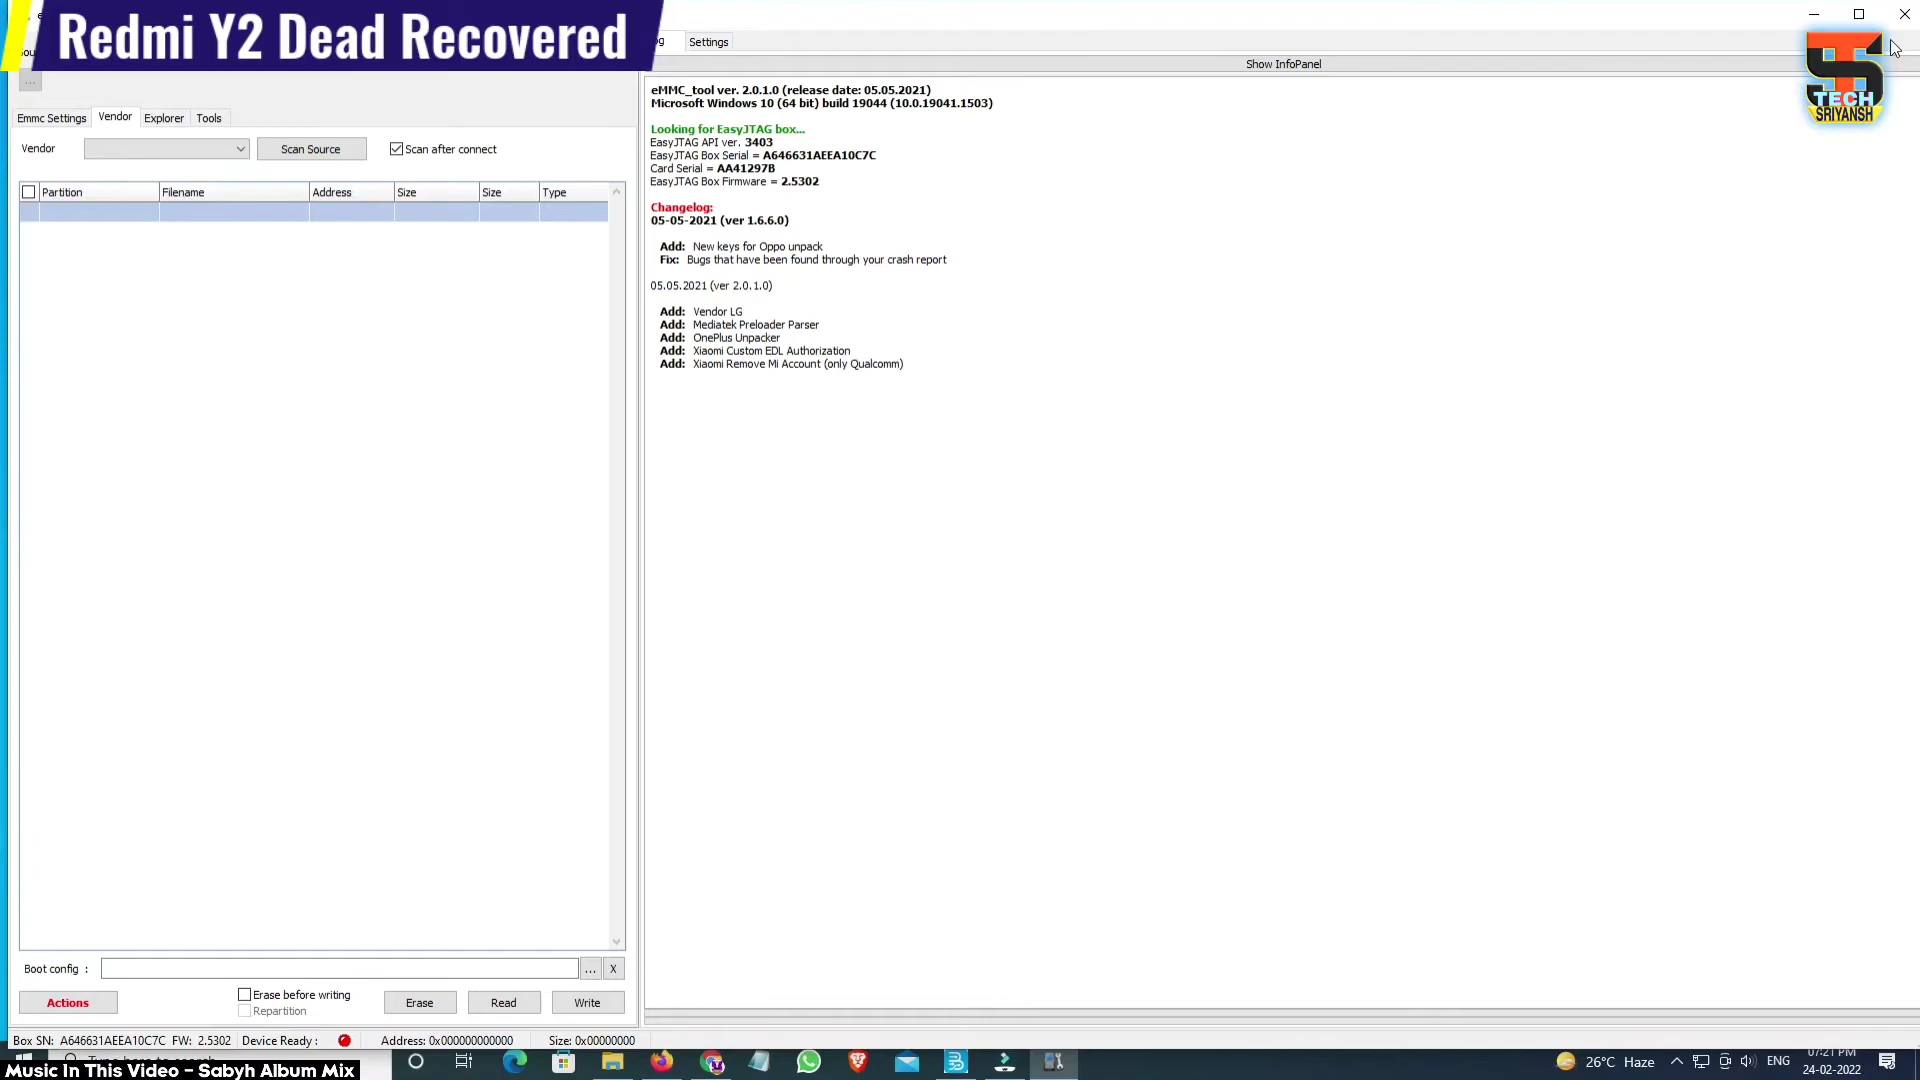 Redmi Y2 Dead Recovered
Settings
Show InfoPanel
TECH
SRIYANSH
...
Emmc Settings Vendor Explorer Tools
Vendor Scan Source Scan after connect
Partition Filename Address Size Size Type
eMMC_tool ver. 2.0.1.0 (release date: 05.05.2021)
Microsoft Windows 10 (64 bit) build 19044 (10.0.19041.1503)
Looking for EasyJTAG box...
EasyJTAG API ver. 3403
EasyJTAG Box Serial = A646631AEEA10C7C
Card Serial = AA41297B
EasyJTAG Box Firmware = 2.5302
Changelog:
05-05-2021 (ver 1.6.6.0)
Add: New keys for Oppo unpack
Fix: Bugs that have been found through your crash report
05.05.2021 (ver 2.0.1.0)
Add: Vendor LG
Add: Mediatek Preloader Parser
Add: OnePlus Unpacker
Add: Xiaomi Custom EDL Authorization
Add: Xiaomi Remove Mi Account (only Qualcomm)
Boot config : ... X
Actions Erase before writing Erase Read Write
Repartition
Box SN: A646631AEEA10C7C FW: 2.5302 Device Ready : Address: 0x000000000000 Size: 0x00000000
Music In This Video - Sabyh Album Mix
26°C Haze ENG 07:21 PM
24-02-2022